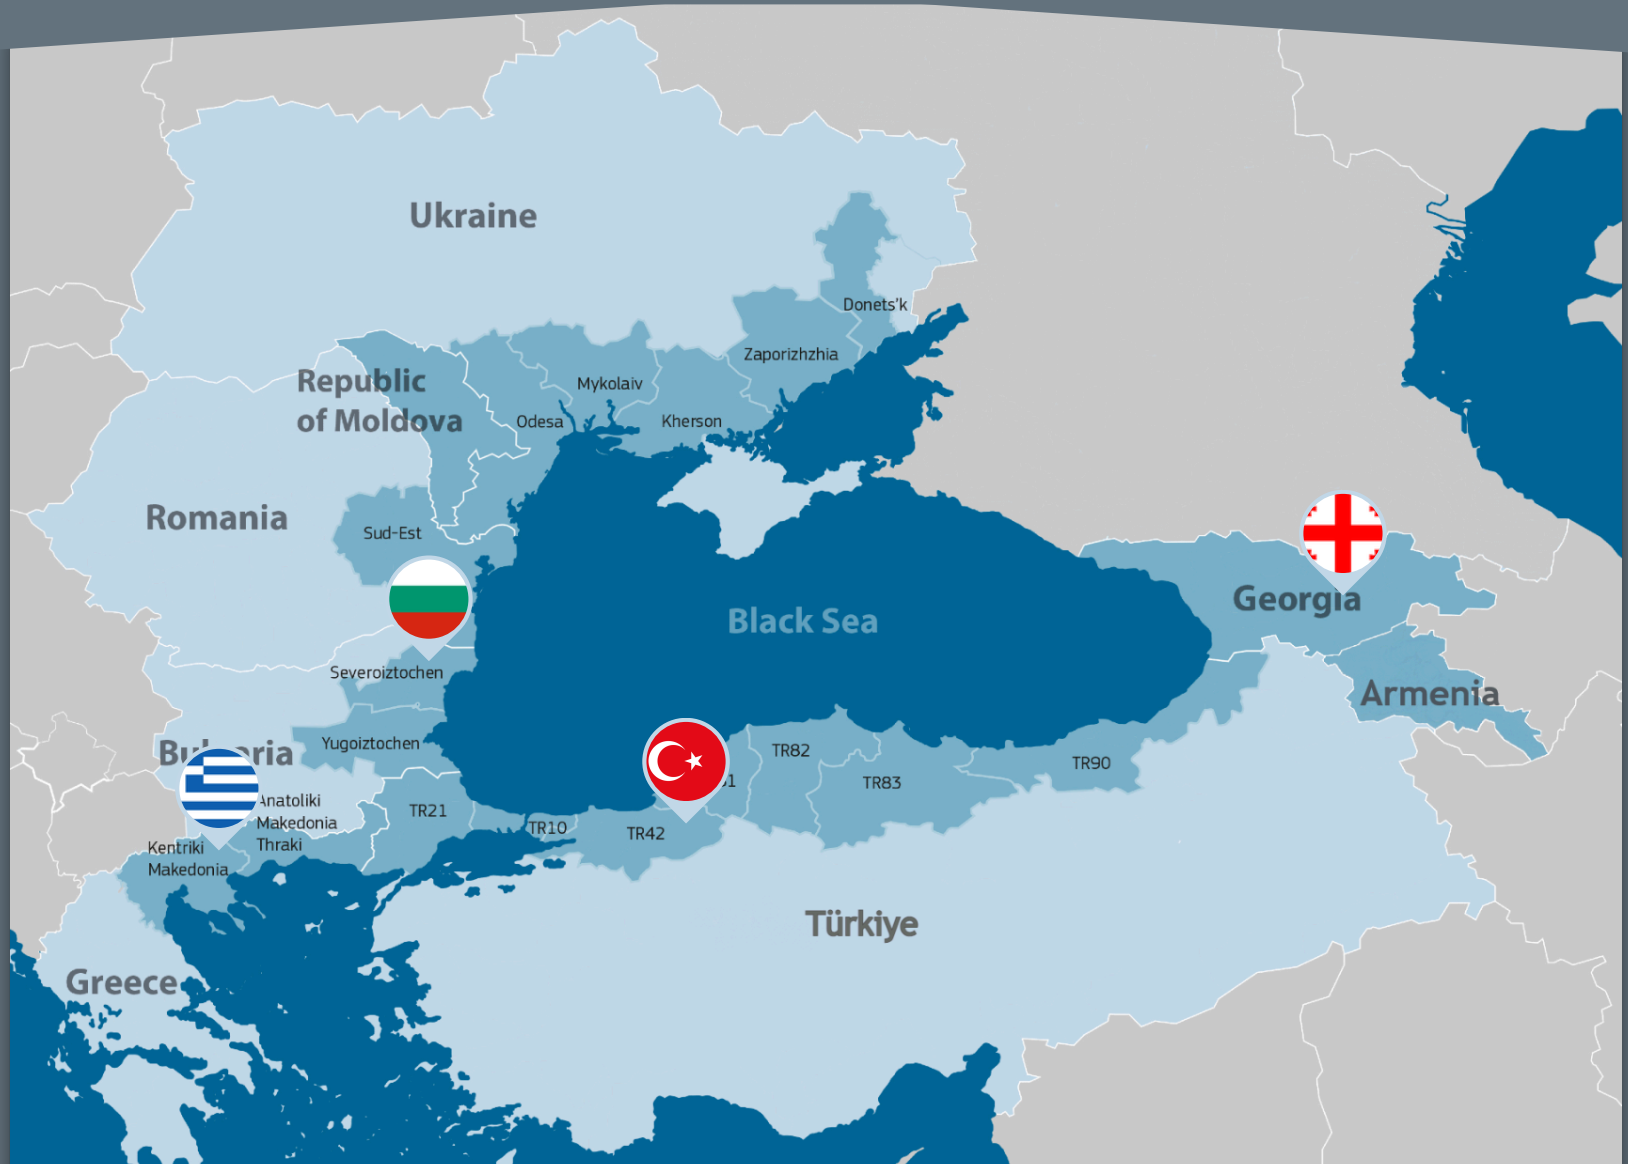 Ukraine
Donets'k
Zaporizhzhia
Republic
of Moldova
Mykolaiv
Odesa
Kherson
Romania
Sud-Est
Georgia
Black Sea
Severoiztochen
Armenia
Yugoiztochen
TR82
TR90
TR83
Anatoliki
Makedonia
Thraki
TR21
TR10
TR42
Kentriki
Makedonia
Türkiye
Greece